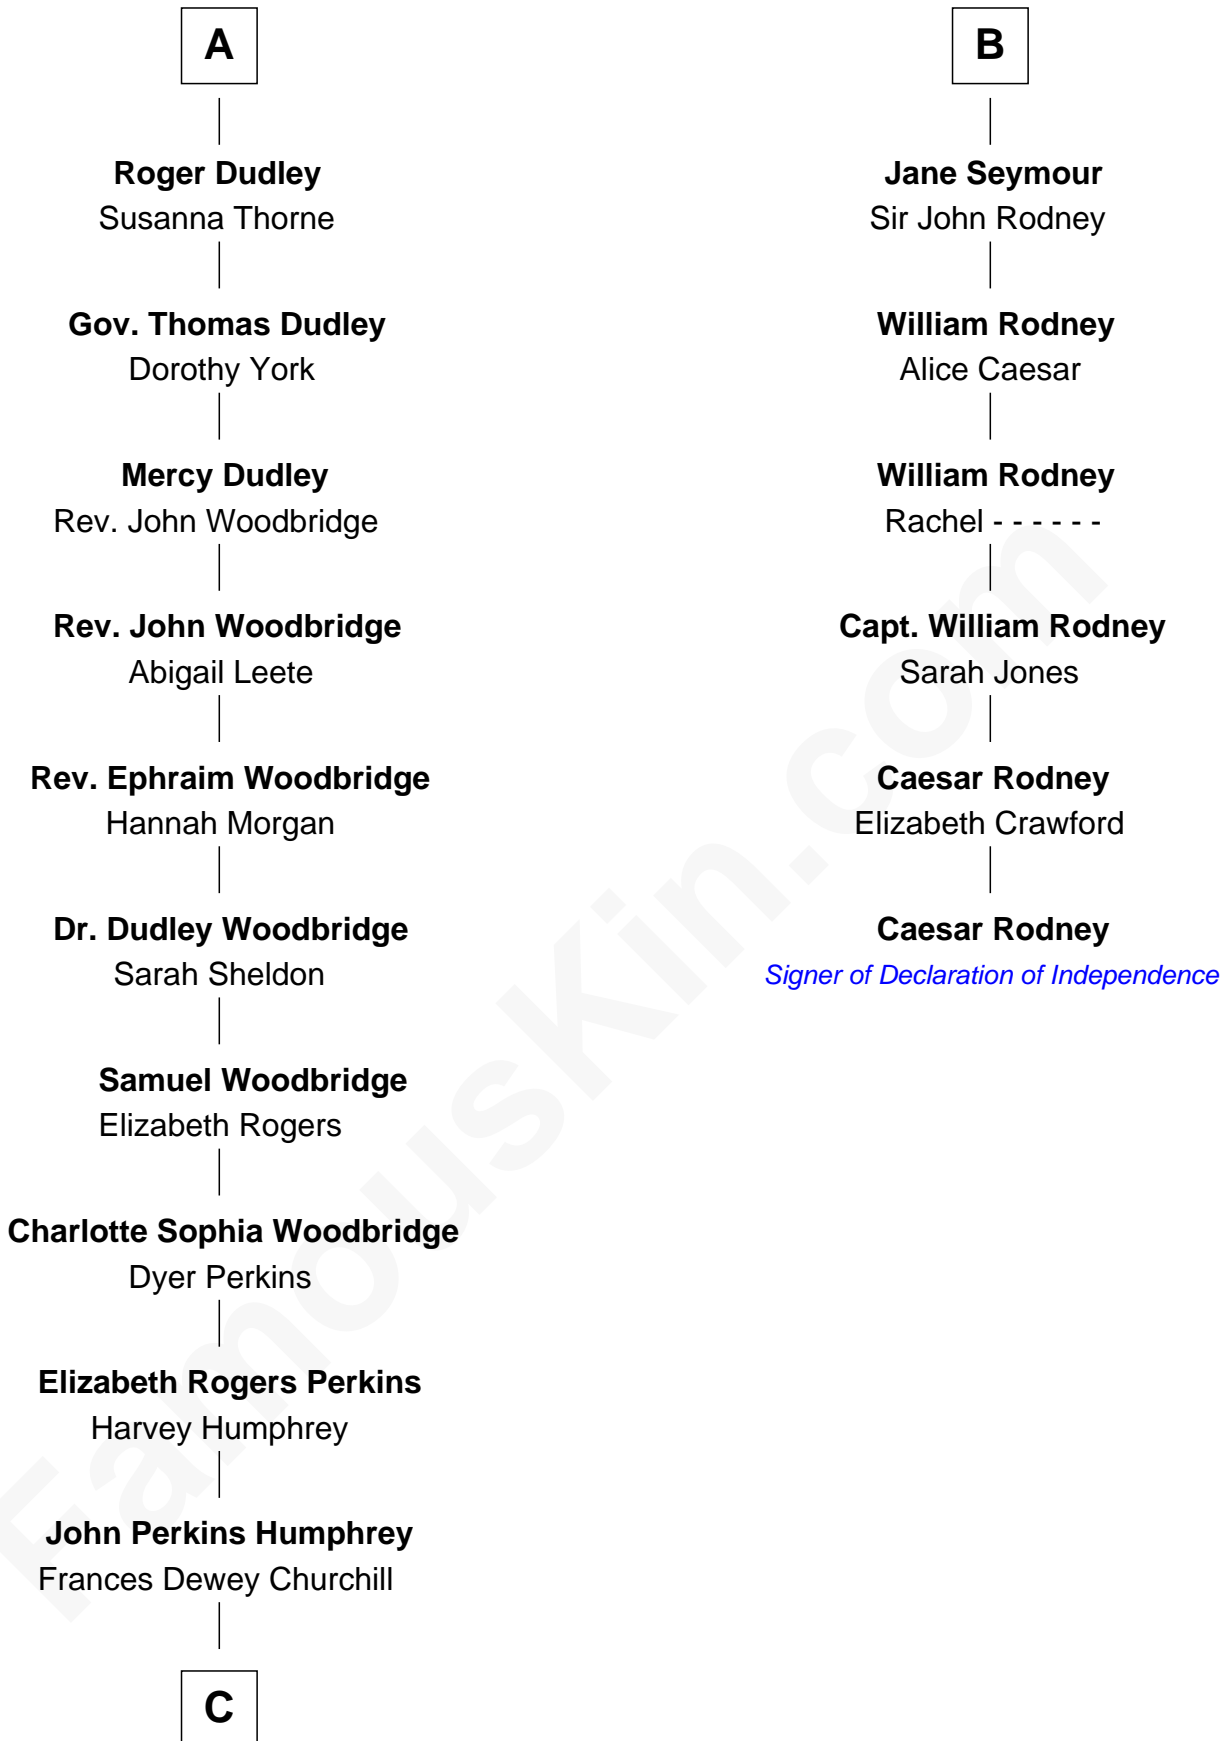 A
Roger Dudley
Susanna Thorne
Gov. Thomas Dudley
Dorothy York
Mercy Dudley
Rev. John Woodbridge
Rev. John Woodbridge
Abigail Leete
Rev. Ephraim Woodbridge
Hannah Morgan
Dr. Dudley Woodbridge
Sarah Sheldon
Samuel Woodbridge
Elizabeth Rogers
Charlotte Sophia Woodbridge
Dyer Perkins
Elizabeth Rogers Perkins
Harvey Humphrey
John Perkins Humphrey
Frances Dewey Churchill
C
B
Jane Seymour
Sir John Rodney
William Rodney
Alice Caesar
William Rodney
Rachel - - - - - -
Capt. William Rodney
Sarah Jones
Caesar Rodney
Elizabeth Crawford
Caesar Rodney
Signer of Declaration of Independence
FamousKin.com